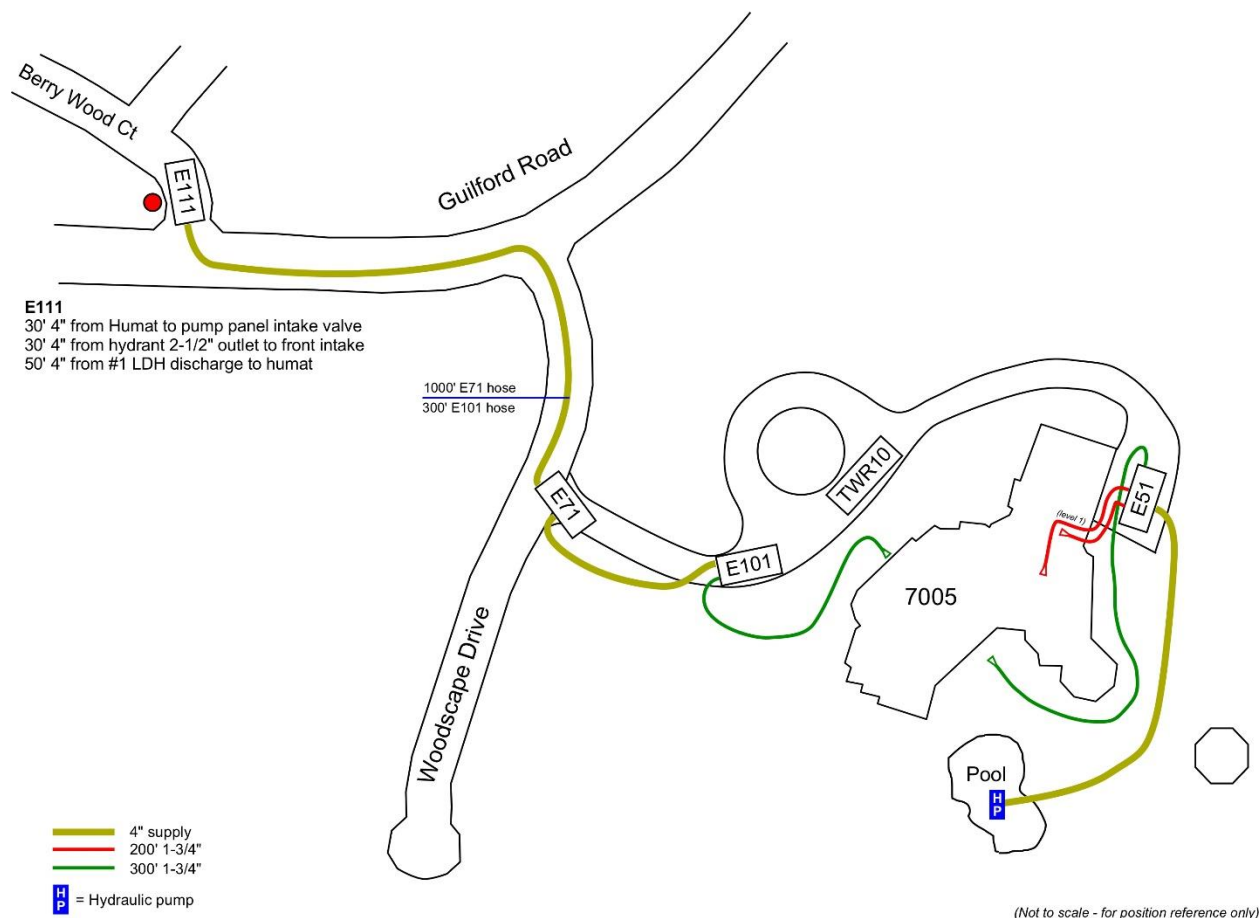 Berry Wood Ct
E111
Guilford Road
E111
30' 4" from Humat to pump panel intake valve
30' 4" from hydrant 2-1/2" outlet to front intake
50' 4" from #1 LDH discharge to humat
1000' E71 hose
300' E101 hose
TWR10
E71
E51
(level 1)
E101
7005
Woodscape Drive
Pool
H
P
4" supply
200' 1-3/4"
300' 1-3/4"
H
P
= Hydraulic pump
(Not to scale - for position reference only)